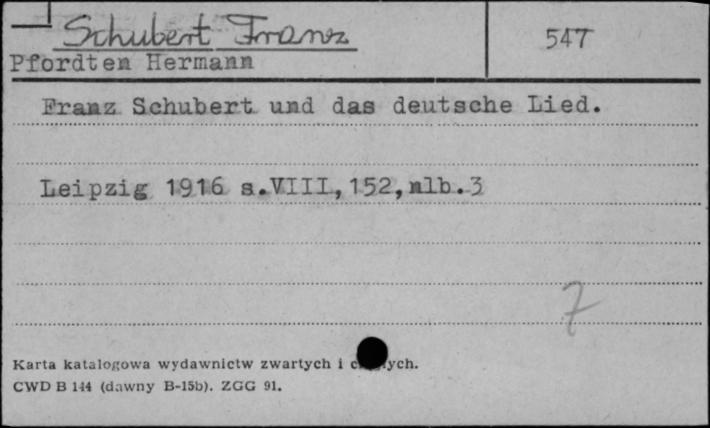 Schubert Franz
547
Pfordten Hermann
Franz Schubert und das deutsche Lied.
Leipzig 1916 s.VIII,152,nlb.3
7
Karta katalogowa wydawnictw zwartych i
CWD B 144 (dawny B-15b). ZGG 91.